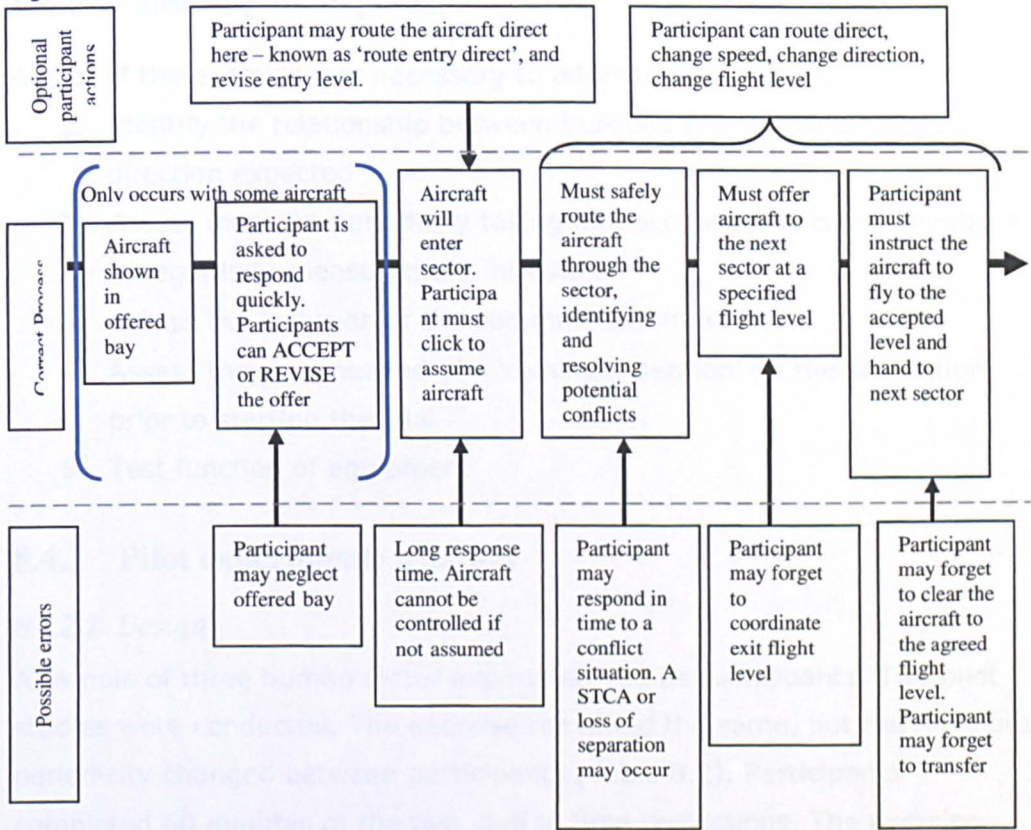 Optional
participant
actions
Participant may route the aircraft direct
here – known as ‘route entry direct’, and
revise entry level.
Participant can route direct,
change speed, change direction,
change flight level
Correct Process
Only occurs with some aircraft
Aircraft
shown
in
offered
bay
Participant is
asked to
respond
quickly.
Participants
can ACCEPT
or REVISE
the offer
Aircraft
will
enter
sector.
Participa
t must
click to
assume
aircraft
Must safely
route the
aircraft
through the
sector,
identifying
and
resolving
potential
conflicts
Must offer
aircraft to
the next
sector at a
specified
flight level
Participant
must
instruct the
aircraft to
fly to the
accepted
level and
hand to
next sector
Possible errors
Participant
may neglect
offered bay
Long response
time. Aircraft
cannot be
controlled if
not assumed
Participant
may
respond in
time to a
conflict
situation. A
STCA or
loss of
separation
may occur
Participant
may forget
to
coordinate
exit flight
level
Participant
may forget
to clear the
aircraft to
the agreed
flight
level.
Participant
may forget
to transfer